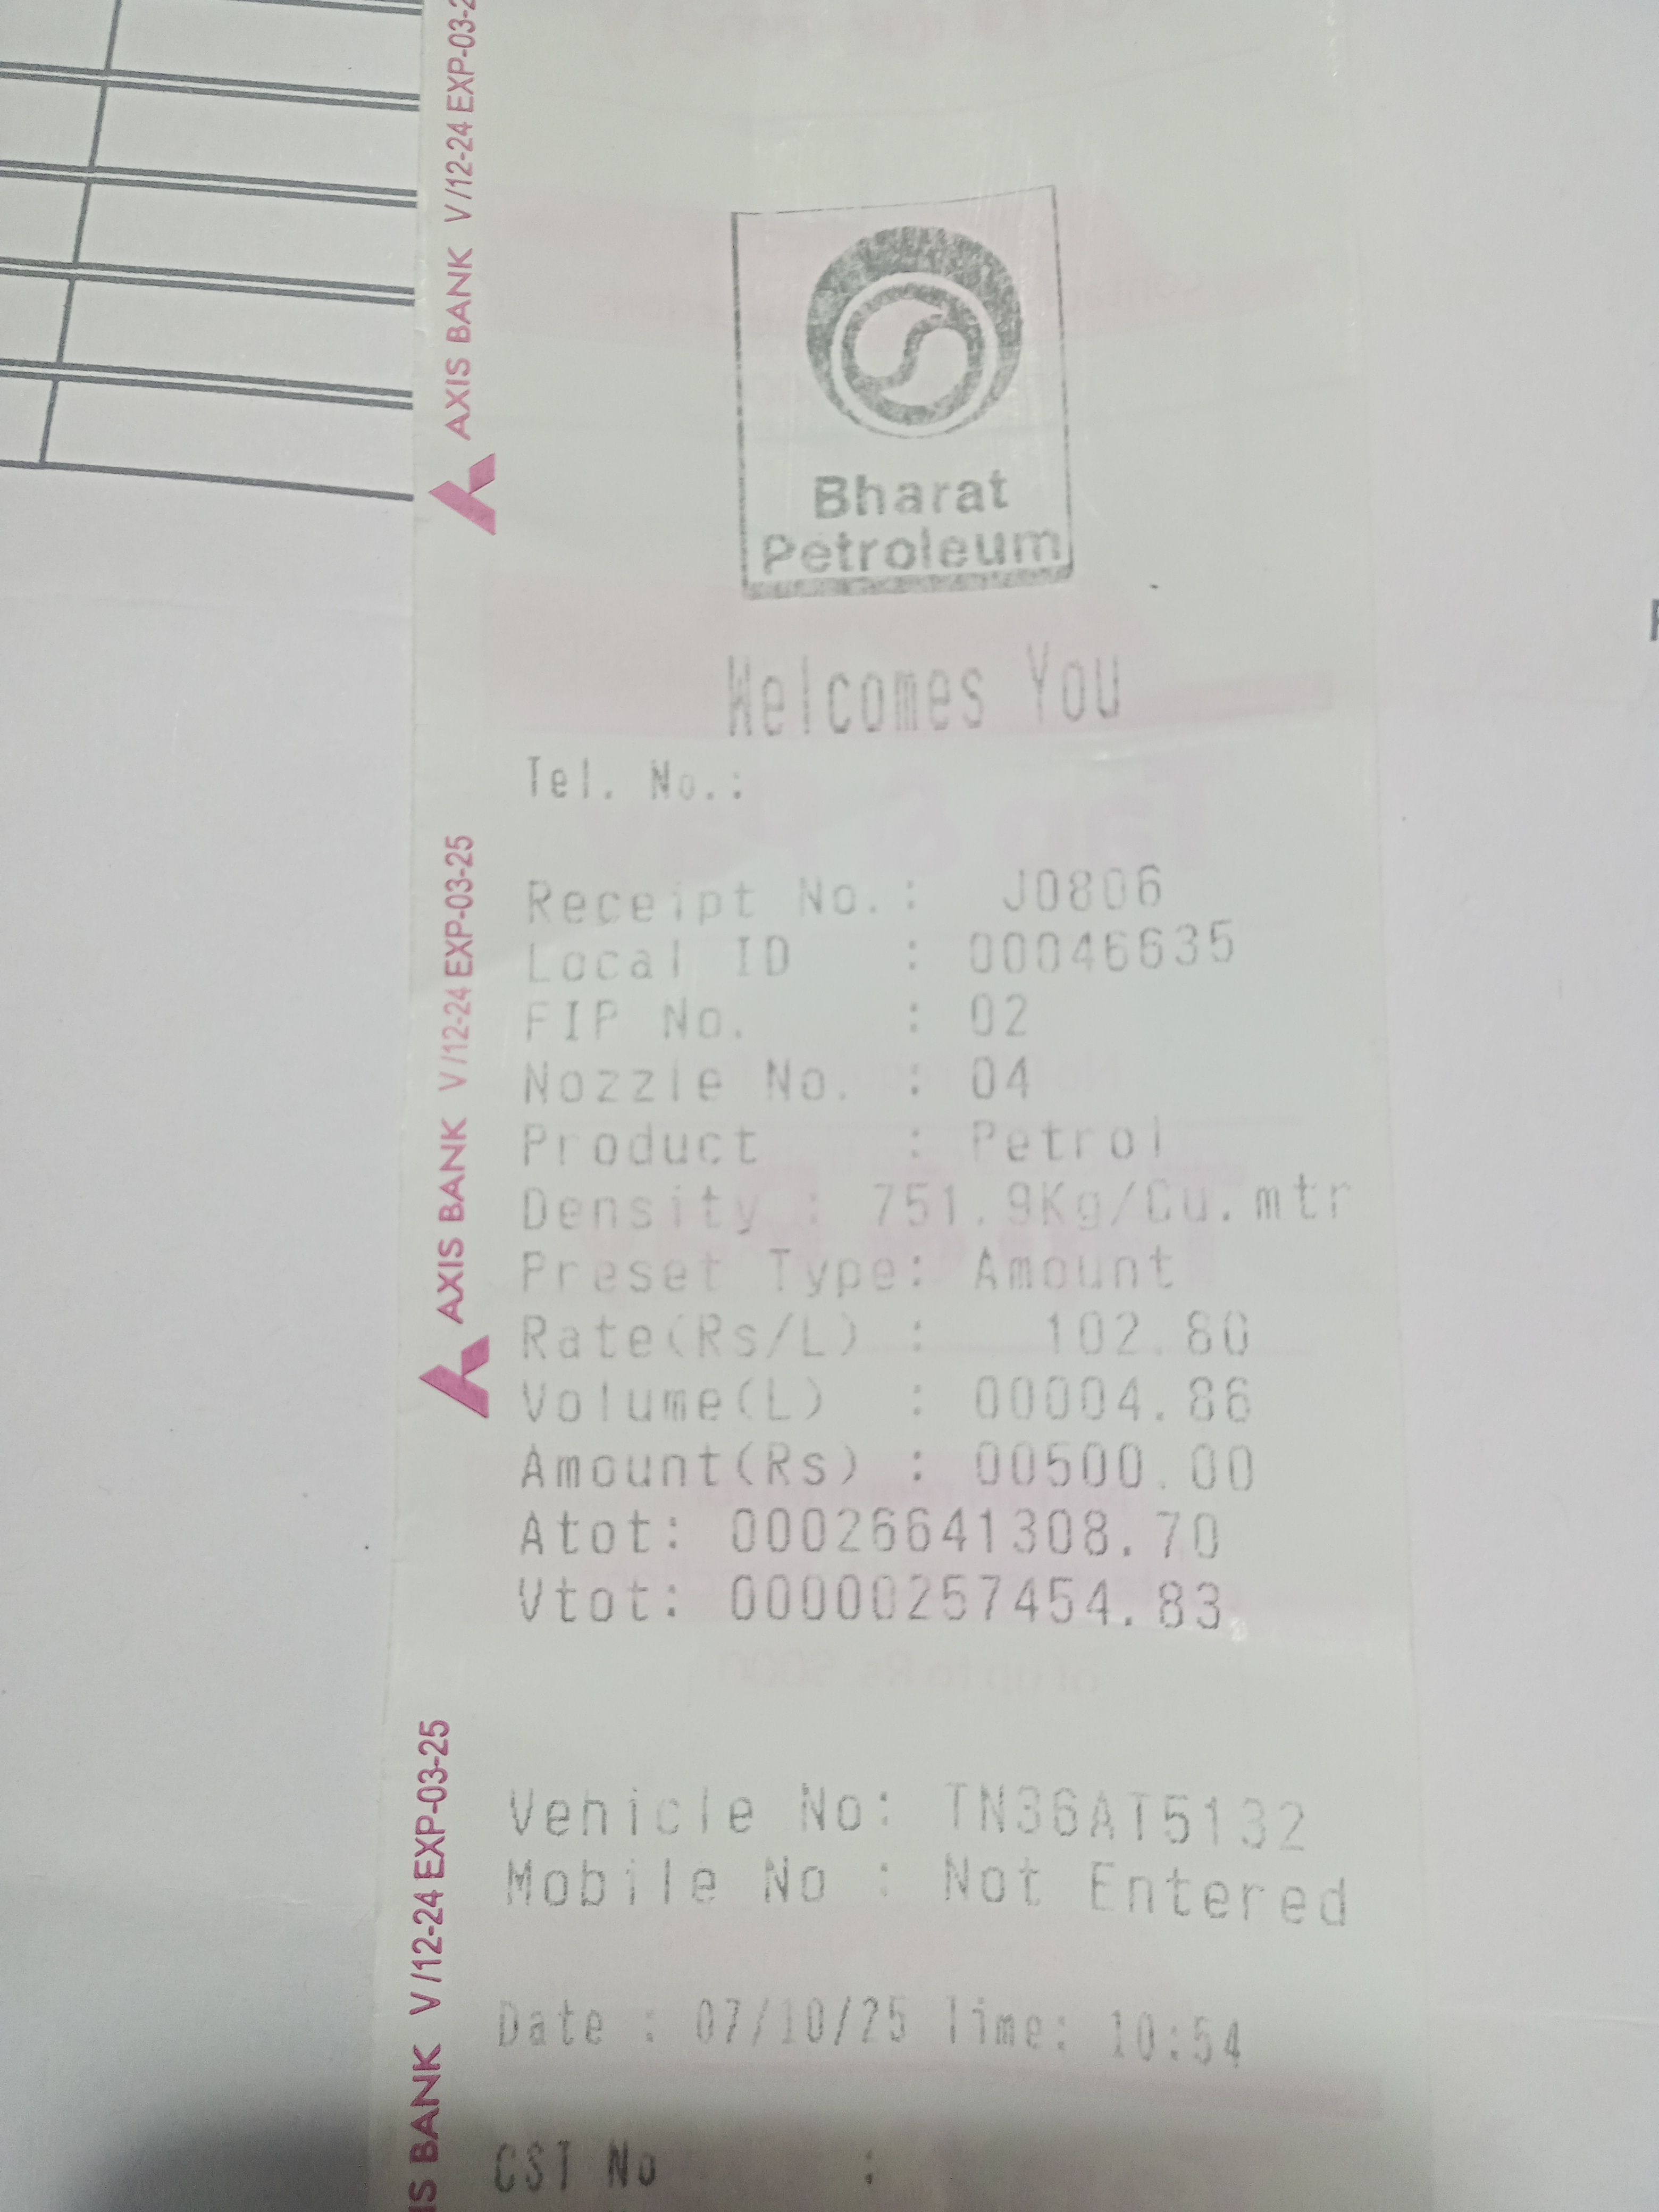 Bharat
Petroleum
Welcomes You
Tel. No.:
Receipt No.: J0806
Local ID : 00046635
FIP No. : 02
Nozzle No. : 04
Product : Petrol
Density : 751.9Kg/Cu.mtr
Preset Type: Amount
Rate(Rs/L) : 102.80
Volume(L) : 00004.86
Amount(Rs) : 00500.00
Atot: 00026641308.70
Vtot: 00000257454.83
Vehicle No: TN36AT5132
Mobile No : Not Entered
Date : 07/10/25 Time: 10:54
CST No :
AXIS BANK V/12-24 EXP-03-2
AXIS BANK V/12-24 EXP-03-25
IS BANK V/12-24 EXP-03-25